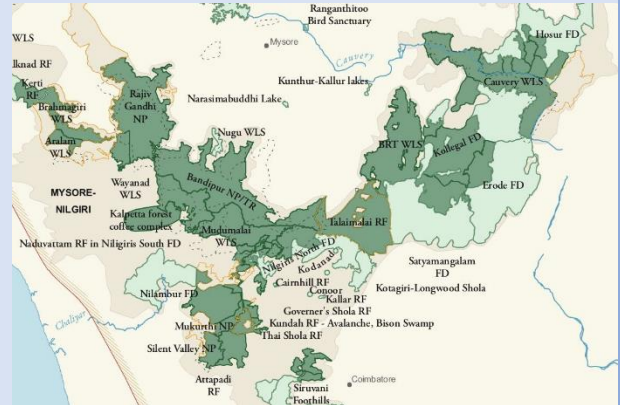 Ranganthitoo
Bird Sanctuary
Hosur FD
WLS
Mysore
Cauvery
lknad RF
Kerti
RF
Rajiv
Gandhi
NP
Kunthur-Kallur lakes
Cauvery WLS
Narasimabuddhi Lake
Brahmagiri
WLS
Nugu WLS
Aralam
WLS
BRT WLS
Kollegal FD
Wayanad
WLS
Bandipur NP/TR
Erode FD
MYSORE-
NILGIRI
Kalpetta forest
coffee complex
Mudumalai
WLS
Talaimalai RF
Naduvattam RF in Niligiris South FD
Nilgiris North FD
Kodanad
Satyamangalam
FD
Cairnhill RF
Kotagiri-Longwood Shola
Nilambur FD
Conoor
Kallar RF
Chaliyar
Governer's Shola RF
Mukurthi NP
Kundah RF - Avalanche, Bison Swamp
Thai Shola RF
Silent Valley NP
Attapadi
RF
Siruvani
Foothills
Coimbatore